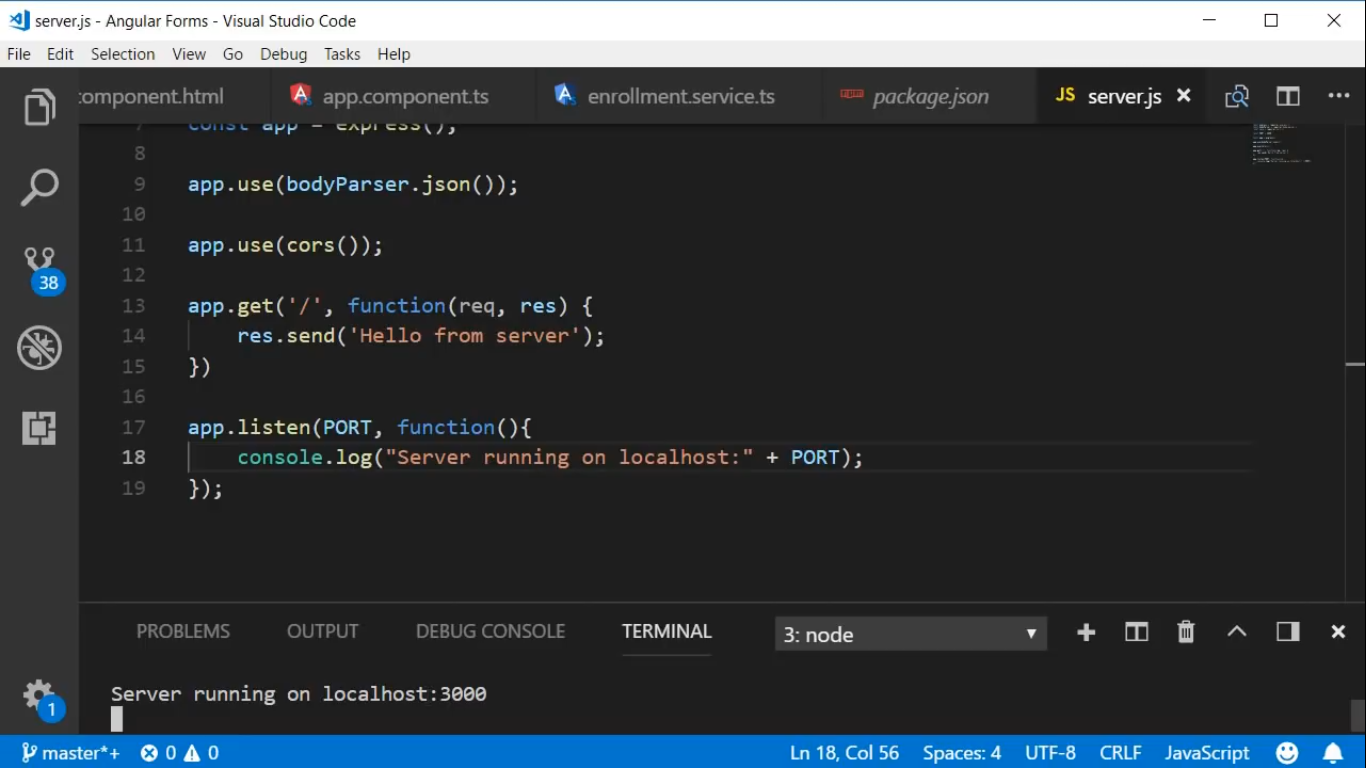 server.js - Angular Forms - Visual Studio Code
File Edit Selection View Go Debug Tasks Help
component.html app.component.ts enrollment.service.ts package.json JS server.js
7 const app = express();
8
9 app.use(bodyParser.json());
10
11 app.use(cors());
12
13 app.get('/', function(req, res) {
14 res.send('Hello from server');
15 })
16
17 app.listen(PORT, function(){
18 console.log("Server running on localhost:" + PORT);
19 });
38
PROBLEMS OUTPUT DEBUG CONSOLE TERMINAL 3: node
Server running on localhost:3000
1
master*+ 0 0 Ln 18, Col 56 Spaces: 4 UTF-8 CRLF JavaScript